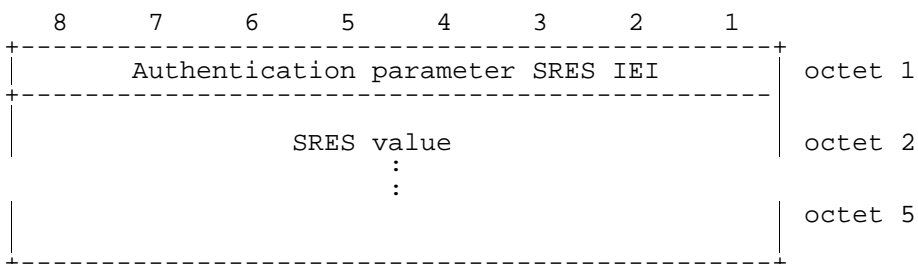 8 7 6 5 4 3 2 1
+-----------------------------------------------+
| Authentication parameter SRES IEI | octet 1
+-----------------------------------------------
| SRES value | octet 2
:
:
| | octet 5
+-----------------------------------------------+